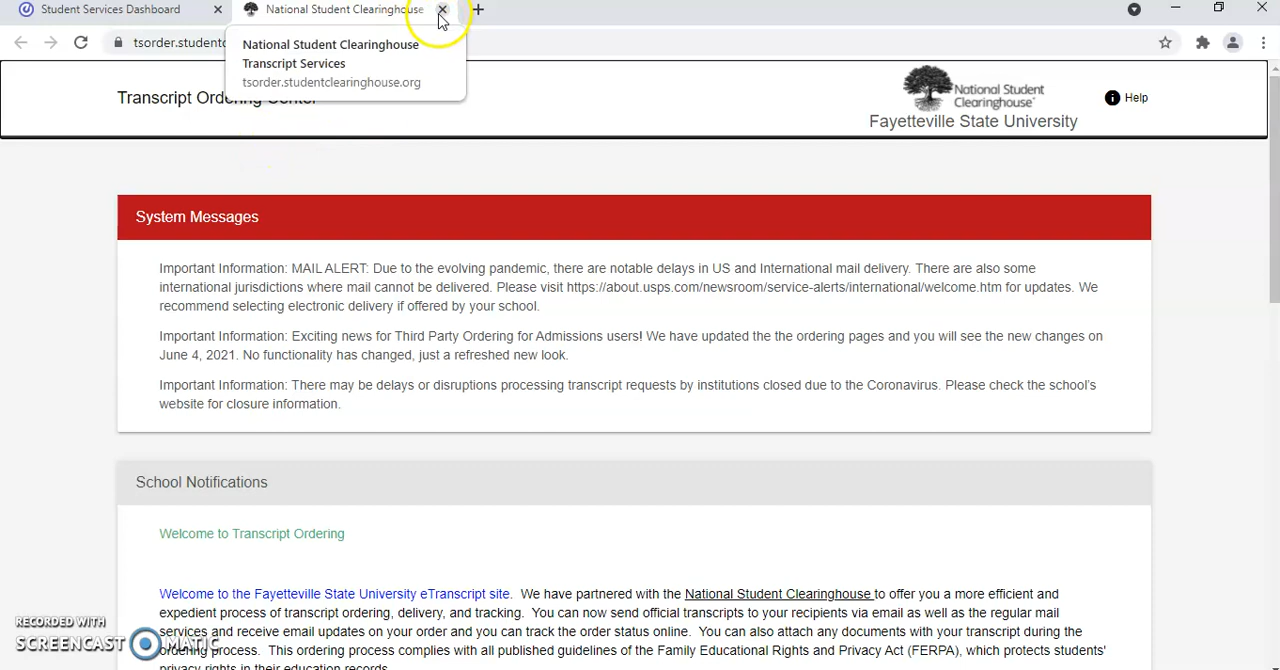 Student Services Dashboard
National Student Clearinghouse
tsorder.studentc
National Student Clearinghouse
Transcript Services
tsorder.studentclearinghouse.org
Transcript Ordering Center
National Student
Clearinghouse
Fayetteville State University
i Help
System Messages
Important Information: MAIL ALERT: Due to the evolving pandemic, there are notable delays in US and International mail delivery. There are also some
international jurisdictions where mail cannot be delivered. Please visit https://about.usps.com/newsroom/service-alerts/international/welcome.htm for updates. We
recommend selecting electronic delivery if offered by your school.
Important Information: Exciting news for Third Party Ordering for Admissions users! We have updated the the ordering pages and you will see the new changes on
June 4, 2021. No functionality has changed, just a refreshed new look.
Important Information: There may be delays or disruptions processing transcript requests by institutions closed due to the Coronavirus. Please check the school's
website for closure information.
School Notifications
Welcome to Transcript Ordering
Welcome to the Fayetteville State University eTranscript site. We have partnered with the National Student Clearinghouse to offer you a more efficient and
expedient process of transcript ordering, delivery, and tracking. You can now send official transcripts to your recipients via email as well as the regular mail
services and receive email updates on your order and you can track the order status online. You can also attach any documents with your transcript during the
ordering process. This ordering process complies with all published guidelines of the Family Educational Rights and Privacy Act (FERPA), which protects students'
privacy rights in their education records.
RECORDED WITH
SCREENCAST MATIC